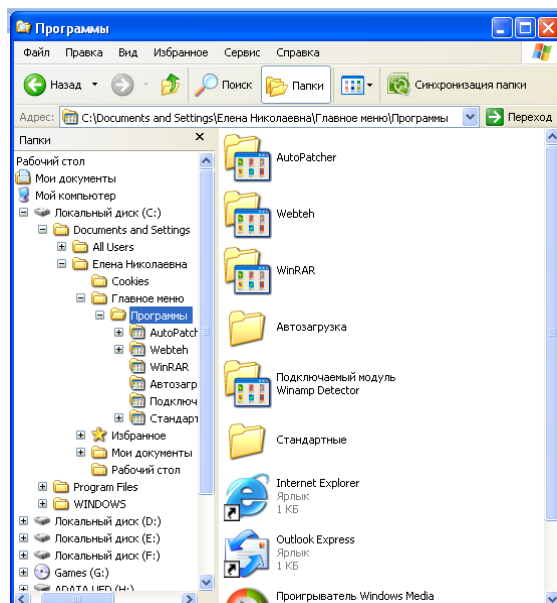 Программы
Файл Правка Вид Избранное Сервис Справка
Назад Поиск Папки Синхронизация папки
Адрес: C:\Documents and Settings\Елена Николаевна\Главное меню\Программы Переход
Папки
Рабочий стол
Мои документы
Мой компьютер
Локальный диск (C:)
Documents and Settings
All Users
Елена Николаевна
Cookies
Главное меню
Программы
AutoPatch
Webteh
WinRAR
Автозагр
Подключ
Стандарт
Избранное
Мои документы
Рабочий стол
Program Files
WINDOWS
Локальный диск (D:)
Локальный диск (E:)
Локальный диск (F:)
Games (G:)
ADATA UFD (H:)
AutoPatcher
Webteh
WinRAR
Автозагрузка
Подключаемый модуль
Winamp Detector
Стандартные
Internet Explorer
Ярлык
1 КБ
Outlook Express
Ярлык
1 КБ
Проигрыватель Windows Media